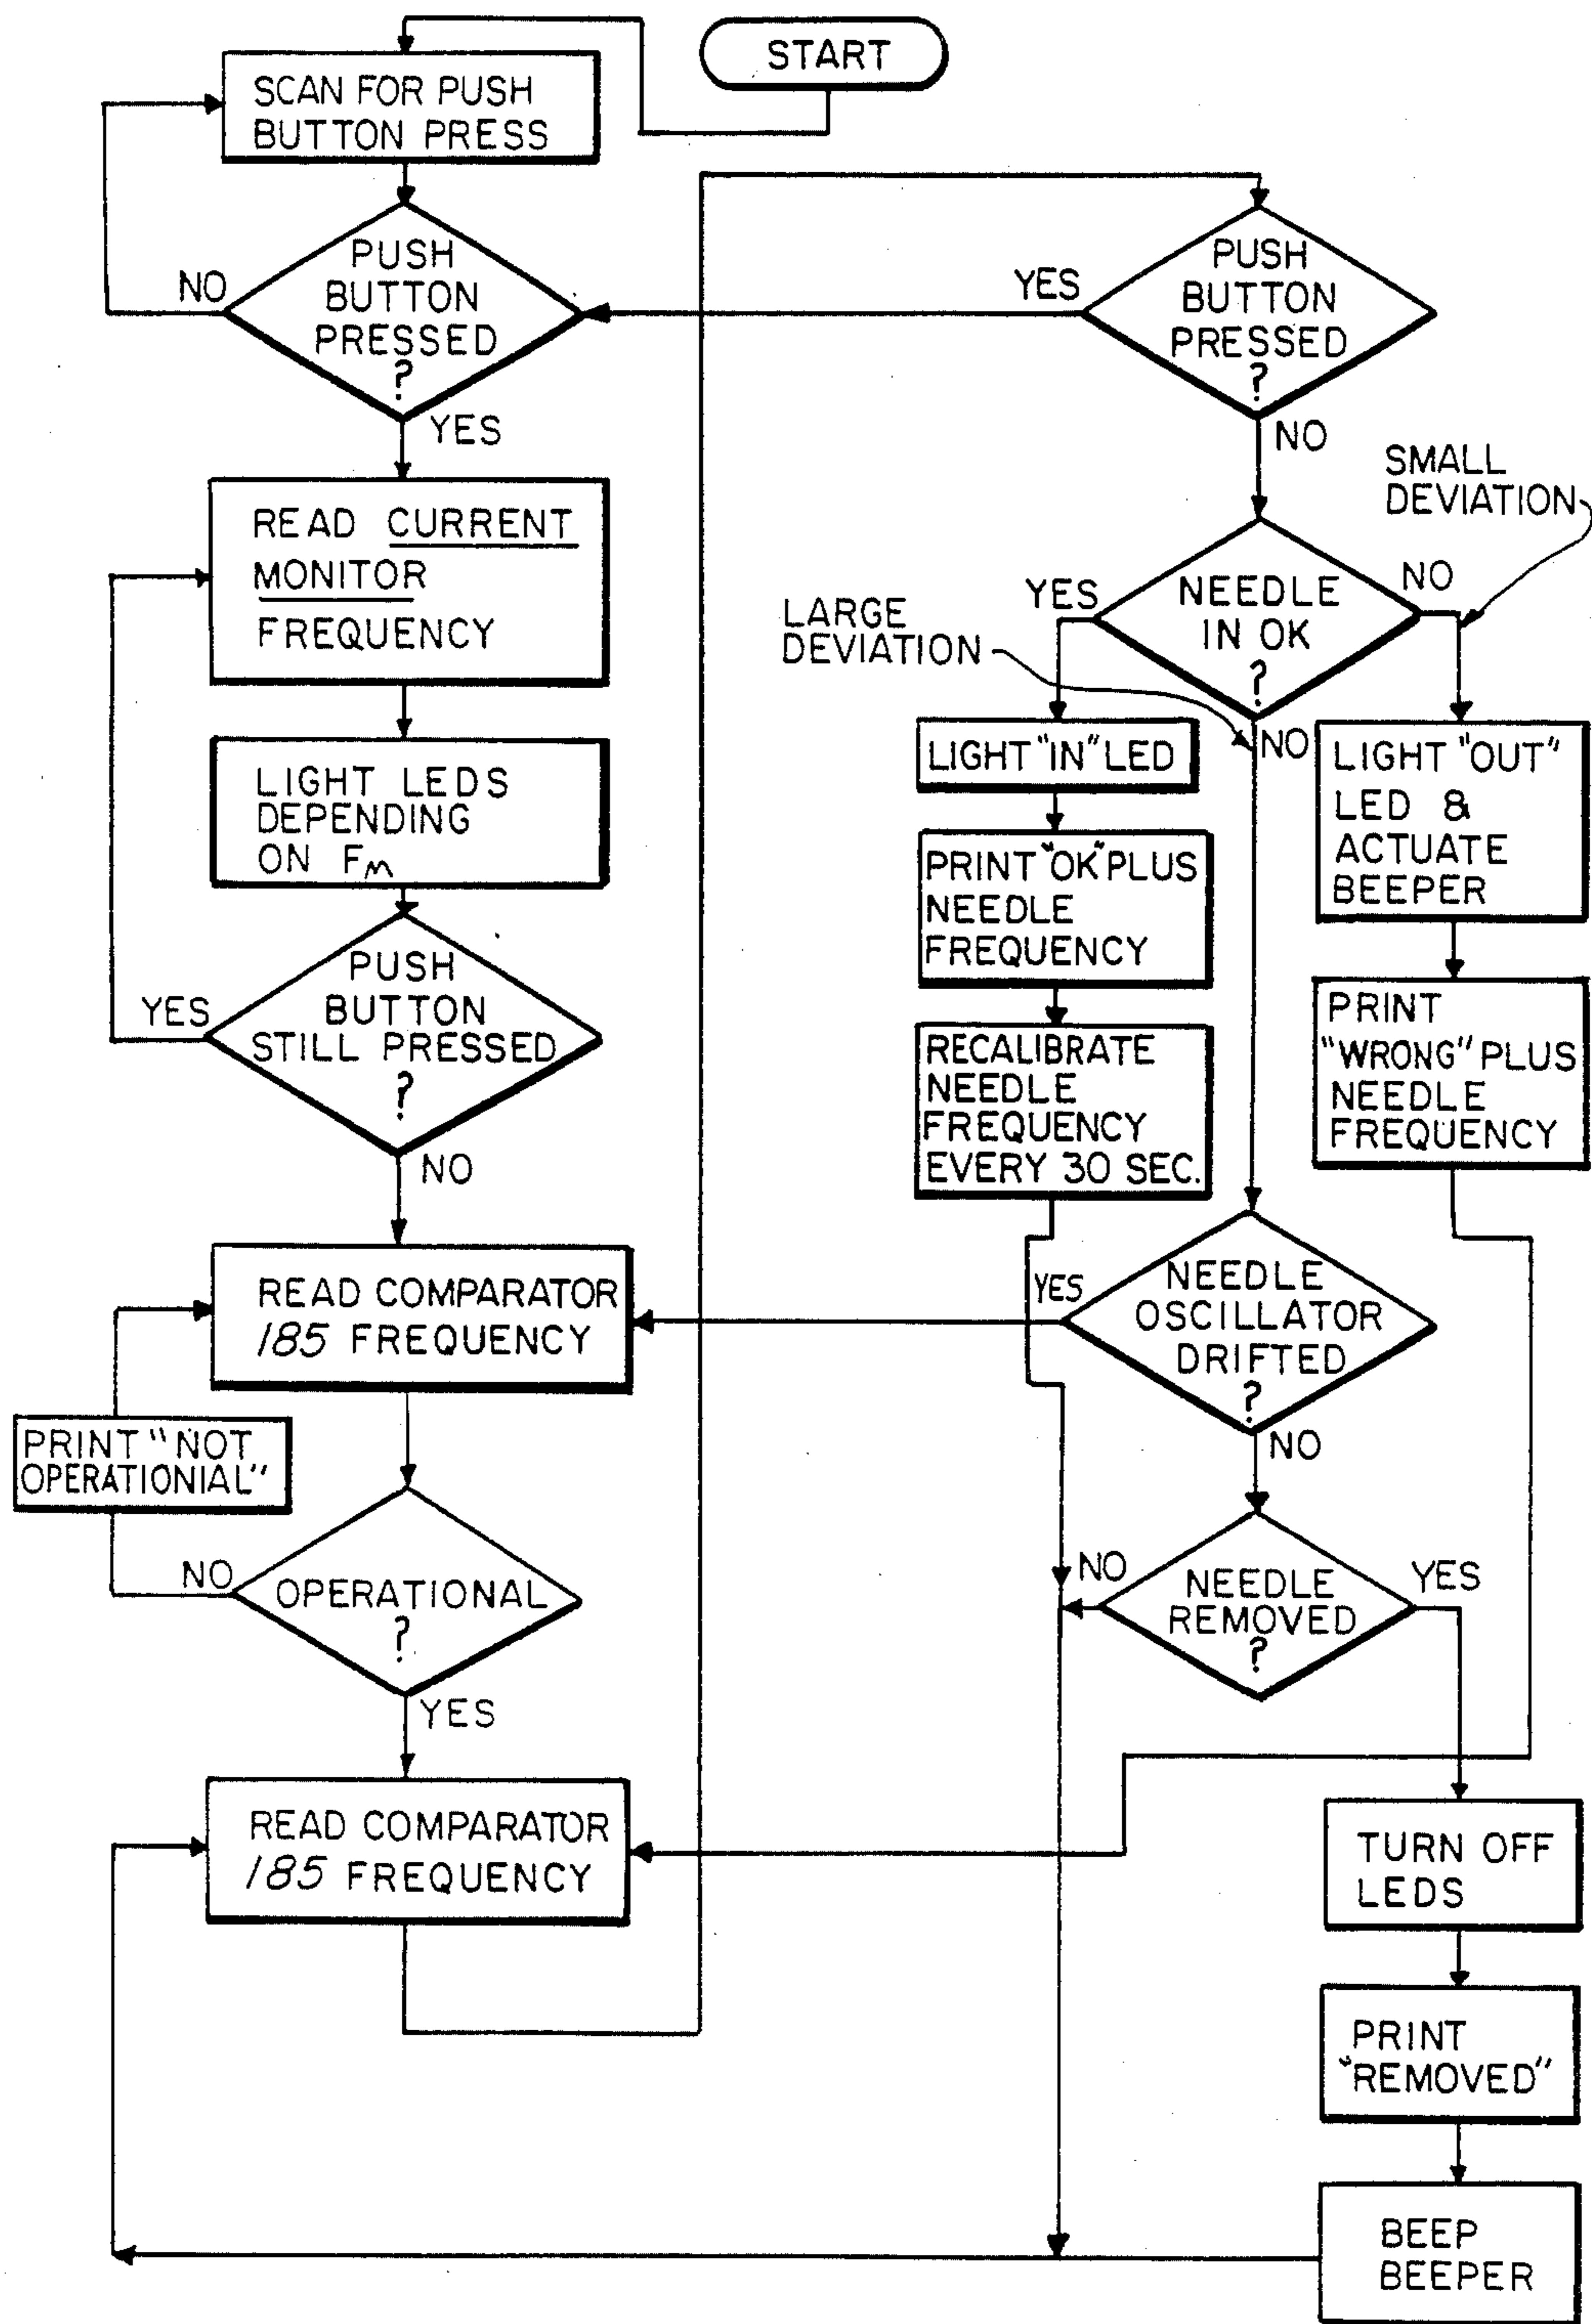 START
SCAN FOR PUSH
BUTTON PRESS
PUSH
BUTTON
PRESSED
?
NO
YES
READ CURRENT
MONITOR
FREQUENCY
LIGHT LEDS
DEPENDING
ON FM
PUSH
BUTTON
STILL PRESSED
?
YES
NO
READ COMPARATOR
185 FREQUENCY
PRINT "NOT
OPERATIONIAL"
NO
OPERATIONAL
?
YES
READ COMPARATOR
185 FREQUENCY
YES
PUSH
BUTTON
PRESSED
?
NO
SMALL
DEVIATION
LARGE
DEVIATION
YES
NEEDLE
IN OK
?
NO
NO
LIGHT "IN" LED
PRINT "OK" PLUS
NEEDLE
FREQUENCY
RECALIBRATE
NEEDLE
FREQUENCY
EVERY 30 SEC.
LIGHT "OUT"
LED &
ACTUATE
BEEPER
PRINT
"WRONG" PLUS
NEEDLE
FREQUENCY
YES
NEEDLE
OSCILLATOR
DRIFTED
?
NO
NO
NEEDLE
REMOVED
?
YES
TURN OFF
LEDS
PRINT
"REMOVED"
BEEP
BEEPER